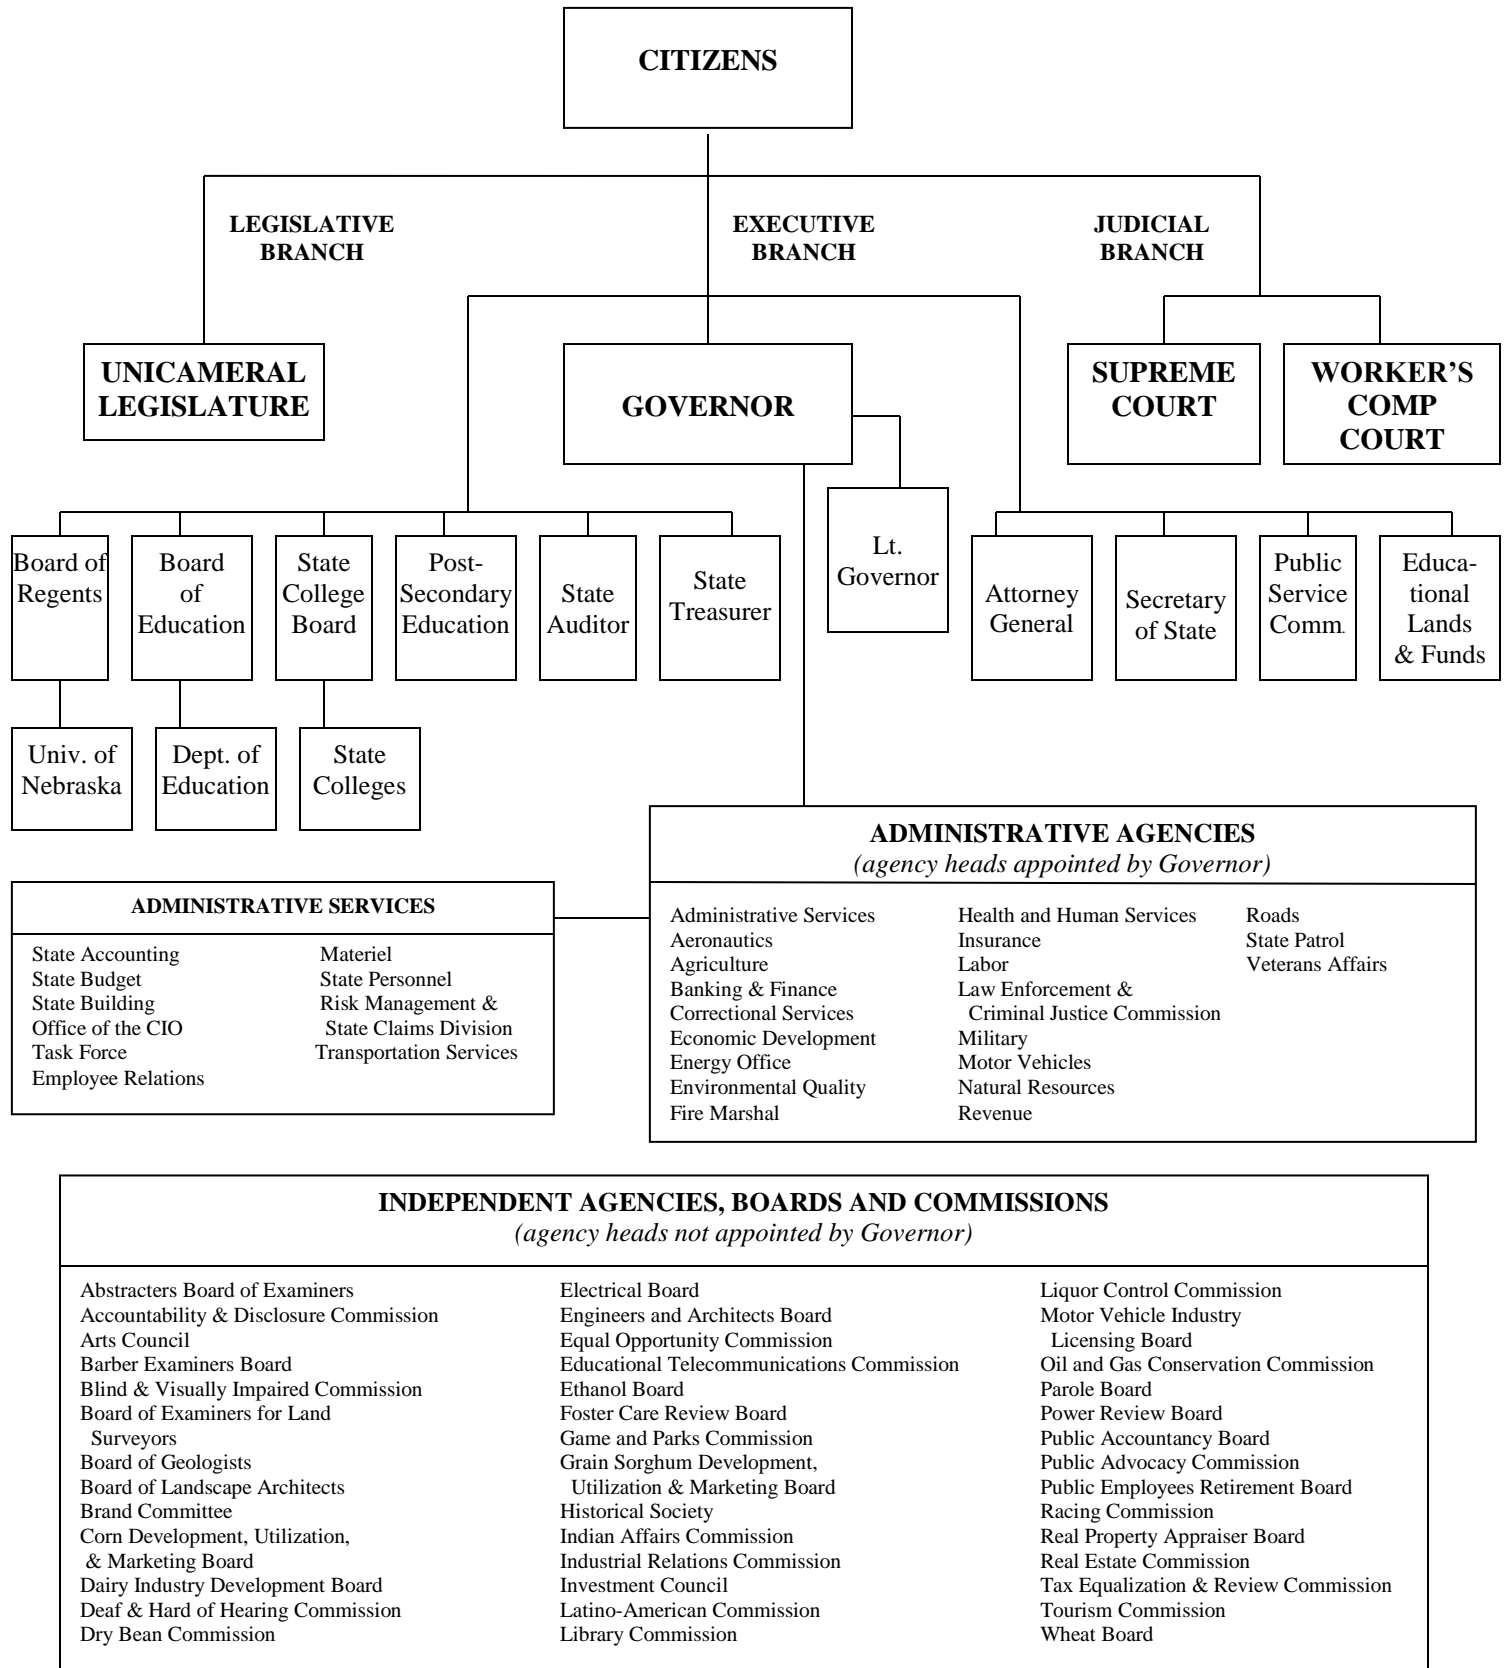 CITIZENS
LEGISLATIVE
BRANCH
EXECUTIVE
BRANCH
JUDICIAL
BRANCH
UNICAMERAL
LEGISLATURE
GOVERNOR
SUPREME
COURT
WORKER’S
COMP
COURT
Lt.
Governor
Board of
Regents
Board
of
Education
State
College
Board
Post-
Secondary
Education
State
Auditor
State
Treasurer
Attorney
General
Secretary
of State
Public
Service
Comm.
Educa-
tional
Lands
& Funds
Univ. of
Nebraska
Dept. of
Education
State
Colleges
ADMINISTRATIVE AGENCIES
(agency heads appointed by Governor)
Administrative Services
Aeronautics
Agriculture
Banking & Finance
Correctional Services
Economic Development
Energy Office
Environmental Quality
Fire Marshal
Health and Human Services
Insurance
Labor
Law Enforcement &
Criminal Justice Commission
Military
Motor Vehicles
Natural Resources
Revenue
Roads
State Patrol
Veterans Affairs
ADMINISTRATIVE SERVICES
State Accounting
State Budget
State Building
Office of the CIO
Task Force
Employee Relations
Materiel
State Personnel
Risk Management &
State Claims Division
Transportation Services
INDEPENDENT AGENCIES, BOARDS AND COMMISSIONS
(agency heads not appointed by Governor)
Abstracters Board of Examiners
Accountability & Disclosure Commission
Arts Council
Barber Examiners Board
Blind & Visually Impaired Commission
Board of Examiners for Land
Surveyors
Board of Geologists
Board of Landscape Architects
Brand Committee
Corn Development, Utilization,
& Marketing Board
Dairy Industry Development Board
Deaf & Hard of Hearing Commission
Dry Bean Commission
Electrical Board
Engineers and Architects Board
Equal Opportunity Commission
Educational Telecommunications Commission
Ethanol Board
Foster Care Review Board
Game and Parks Commission
Grain Sorghum Development,
Utilization & Marketing Board
Historical Society
Indian Affairs Commission
Industrial Relations Commission
Investment Council
Latino-American Commission
Library Commission
Liquor Control Commission
Motor Vehicle Industry
Licensing Board
Oil and Gas Conservation Commission
Parole Board
Power Review Board
Public Accountancy Board
Public Advocacy Commission
Public Employees Retirement Board
Racing Commission
Real Property Appraiser Board
Real Estate Commission
Tax Equalization & Review Commission
Tourism Commission
Wheat Board